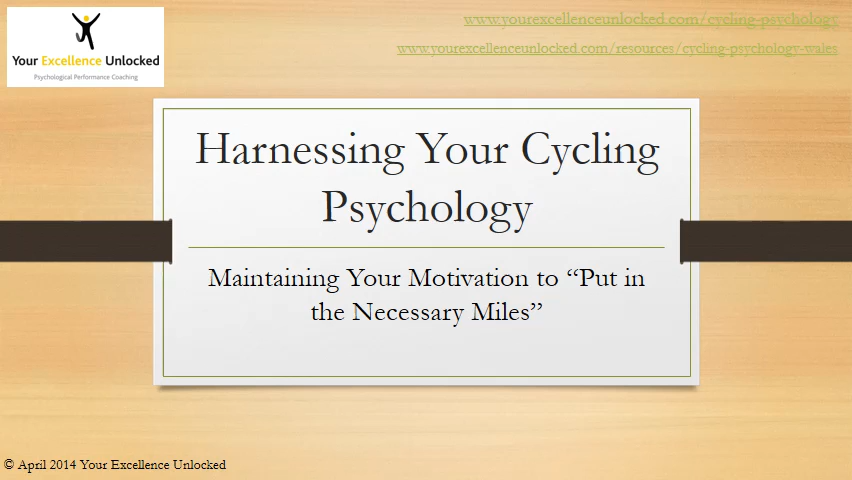 www.yourexcellenceunlocked.com/cycling-psychology
www.yourexcellenceunlocked.com/resources/cycling-psychology-wales
Your Excellence Unlocked
Psychological Performance Coaching
Harnessing Your Cycling
Psychology
Maintaining Your Motivation to “Put in
the Necessary Miles”
© April 2014 Your Excellence Unlocked